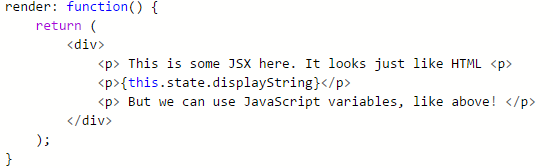 render: function() {
    return (
        <div>
            <p> This is some JSX here. It looks just like HTML <p>
            <p>{this.state.displayString}</p>
            <p> But we can use JavaScript variables, like above! </p>
        </div>
    );
}